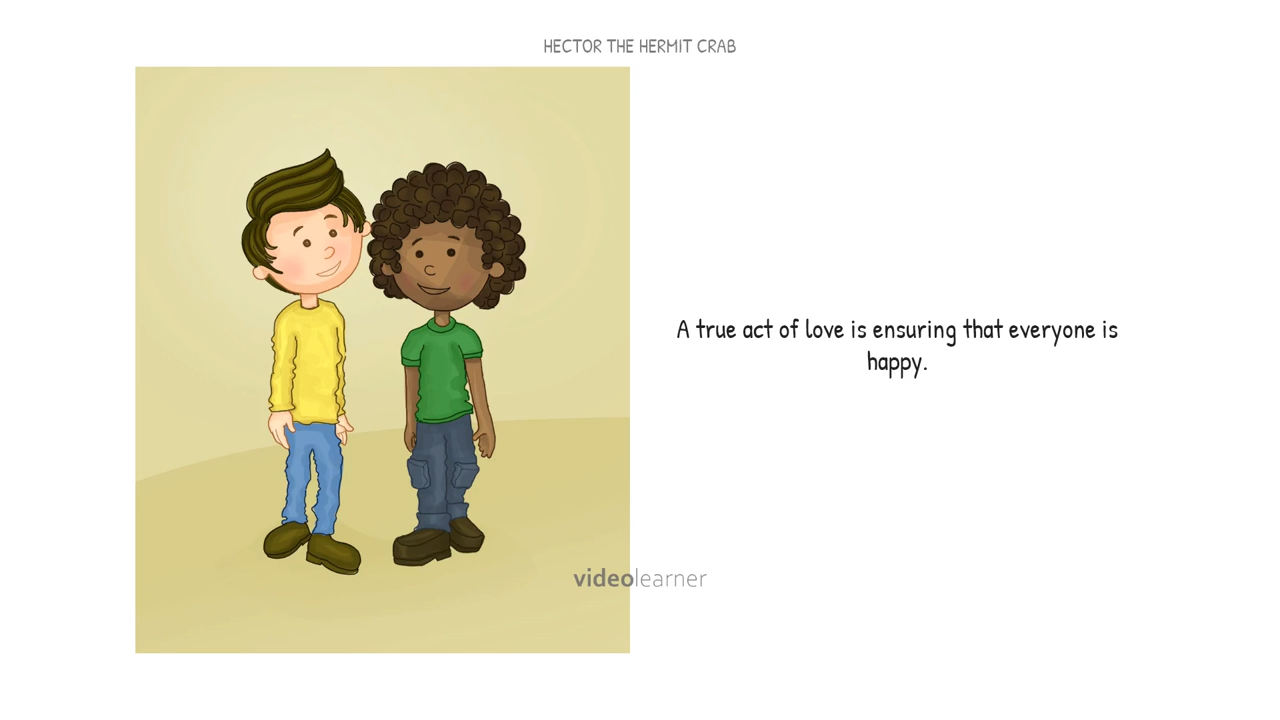 HECTOR THE HERMIT CRAB
A true act of love is ensuring that everyone is
happy.
videolearner